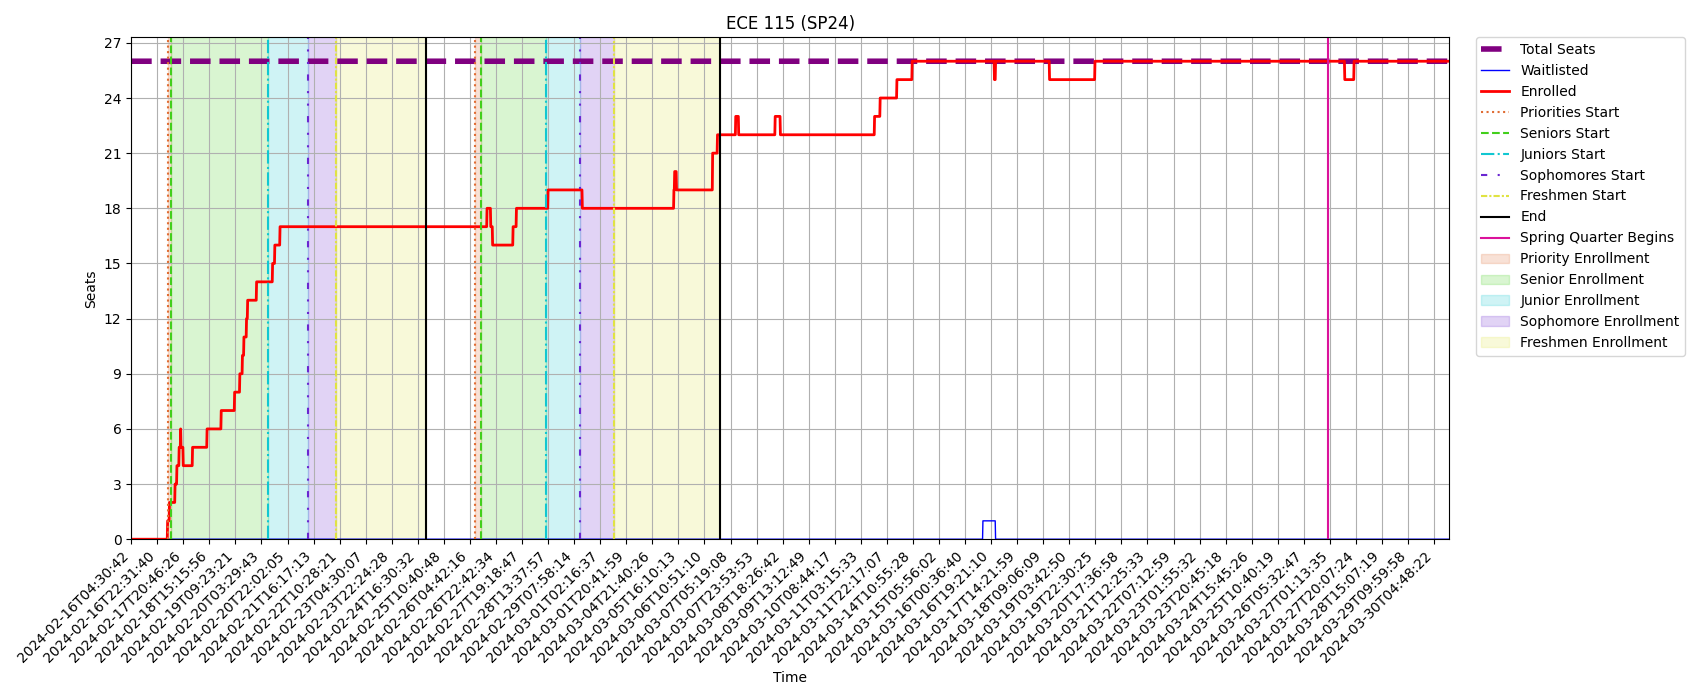 ECE 115 (SP24)
27
24
21
18
15
12
9
6
3
0
Seats
2024-02-16T04:30:42
2024-02-16T22:31:40
2024-02-17T20:46:26
2024-02-18T15:15:56
2024-02-19T09:23:21
2024-02-20T03:29:43
2024-02-20T22:02:05
2024-02-21T16:17:13
2024-02-22T10:28:21
2024-02-23T04:30:07
2024-02-23T22:24:28
2024-02-24T16:30:32
2024-02-25T10:40:48
2024-02-26T04:42:16
2024-02-26T22:42:34
2024-02-27T19:18:47
2024-02-28T13:37:57
2024-02-29T07:58:14
2024-03-01T02:16:37
2024-03-01T20:41:59
2024-03-04T21:40:26
2024-03-05T16:10:13
2024-03-06T10:51:10
2024-03-07T05:19:08
2024-03-07T23:53:53
2024-03-08T18:26:42
2024-03-09T13:12:49
2024-03-10T08:44:17
2024-03-11T03:15:33
2024-03-11T22:17:07
2024-03-14T10:55:28
2024-03-15T05:56:02
2024-03-16T00:36:40
2024-03-16T19:21:10
2024-03-17T14:21:59
2024-03-18T09:06:09
2024-03-19T03:42:50
2024-03-19T22:30:25
2024-03-20T17:36:58
2024-03-21T12:25:33
2024-03-22T07:12:59
2024-03-23T01:55:32
2024-03-23T20:45:18
2024-03-24T15:45:26
2024-03-25T10:40:19
2024-03-26T05:32:47
2024-03-27T01:13:35
2024-03-27T20:07:24
2024-03-28T15:07:19
2024-03-29T09:59:58
2024-03-30T04:48:22
Time
Total Seats
Waitlisted
Enrolled
Priorities Start
Seniors Start
Juniors Start
Sophomores Start
Freshmen Start
End
Spring Quarter Begins
Priority Enrollment
Senior Enrollment
Junior Enrollment
Sophomore Enrollment
Freshmen Enrollment